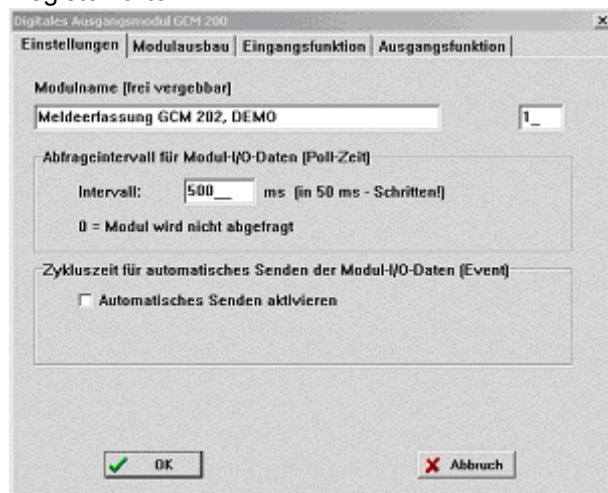 Digitales Ausgangsmodul GCM 200
Einstellungen Modulausbau Eingangsfunktion Ausgangsfunktion
Modulname (frei vergebbar)
Meldeerfassung GCM 202, DEMO 1_
Abfrageintervall für Modul-I/O-Daten (Poll-Zeit)
Intervall: 500__ ms (in 50 ms - Schritten!)
0 = Modul wird nicht abgefragt
Zykluszeit für automatisches Senden der Modul-I/O-Daten (Event)
Automatisches Senden aktivieren
OK Abbruch